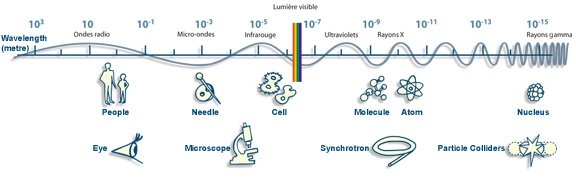 Lumière visible
10³ 10 10⁻¹ 10⁻³ 10⁻⁵ 10⁻⁷ 10⁻⁹ 10⁻¹¹ 10⁻¹³ 10⁻¹⁵
Ondes radio Micro-ondes Infrarouge Ultraviolets Rayons X Rayons gamma
Wavelength
(metre)
People Needle Cell Molecule Atom Nucleus
Eye Microscope Synchrotron Particle Colliders